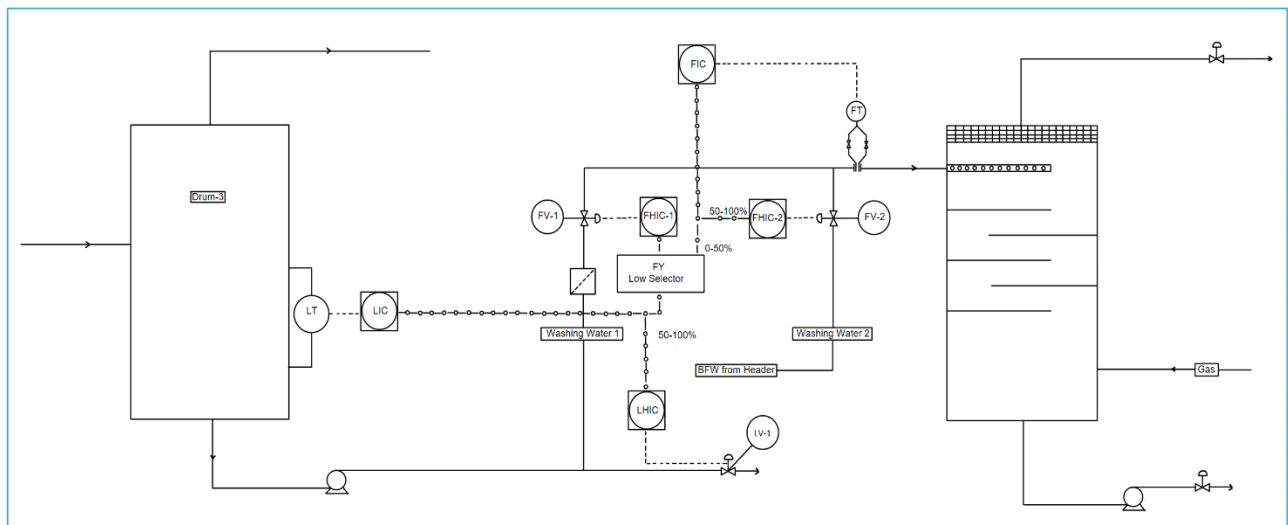 FIC
FT
Drum-3
FV-1
FHIC-1
50-100%
FHIC-2
FV-2
0-50%
FY
Low Selector
LT
LIC
Washing Water 1
50-100%
Washing Water 2
BFW from Header
Gas
LHIC
LV-1